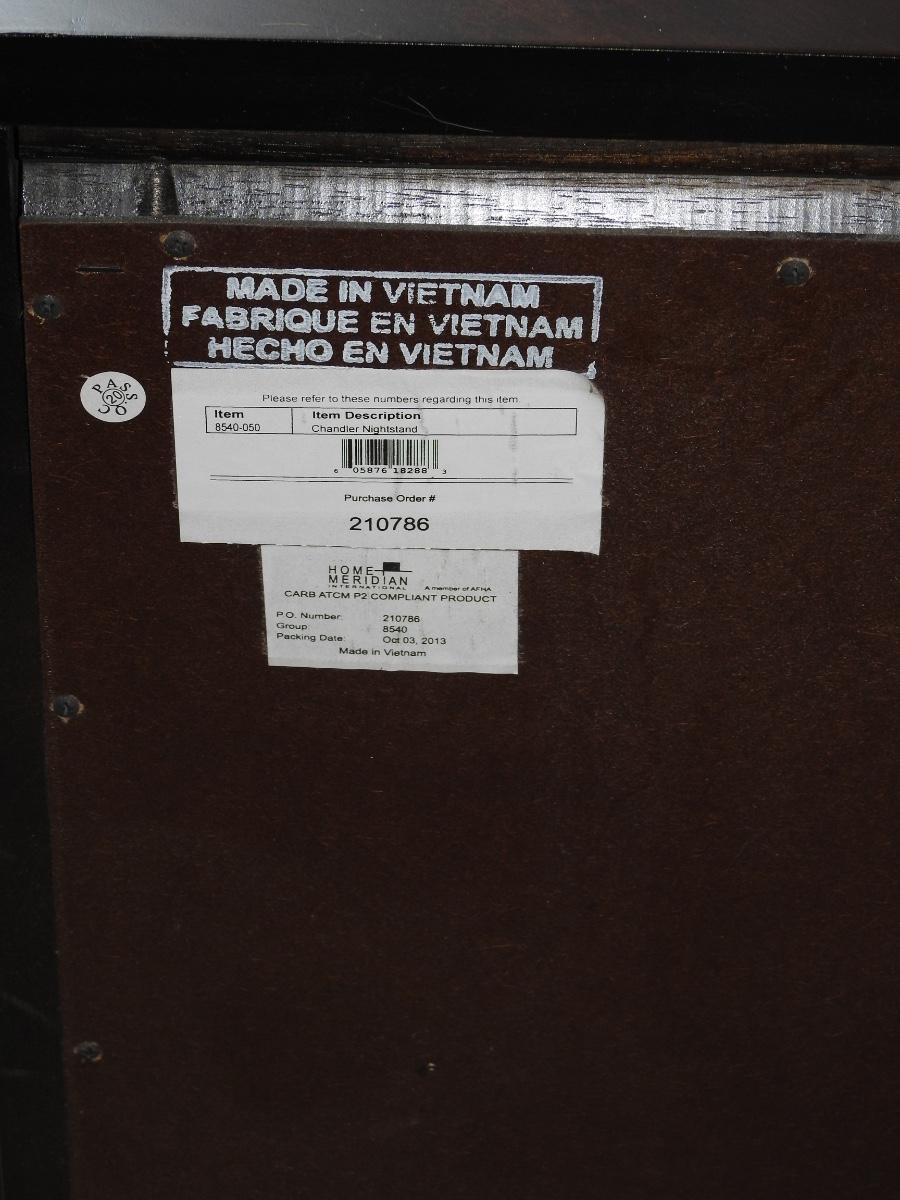 MADE IN VIETNAM
FABRIQUE EN VIETNAM
HECHO EN VIETNAM
PASS
20
QC
Please refer to these numbers regarding this item.
Item Item Description
8540-050 Chandler Nightstand
6 05876 18288 3
Purchase Order #
210786
HOME
MERIDIAN
INTERNATIONAL A member of AFHA
CARB ATCM P2 COMPLIANT PRODUCT
P.O. Number: 210786
Group: 8540
Packing Date: Oct 03, 2013
Made in Vietnam